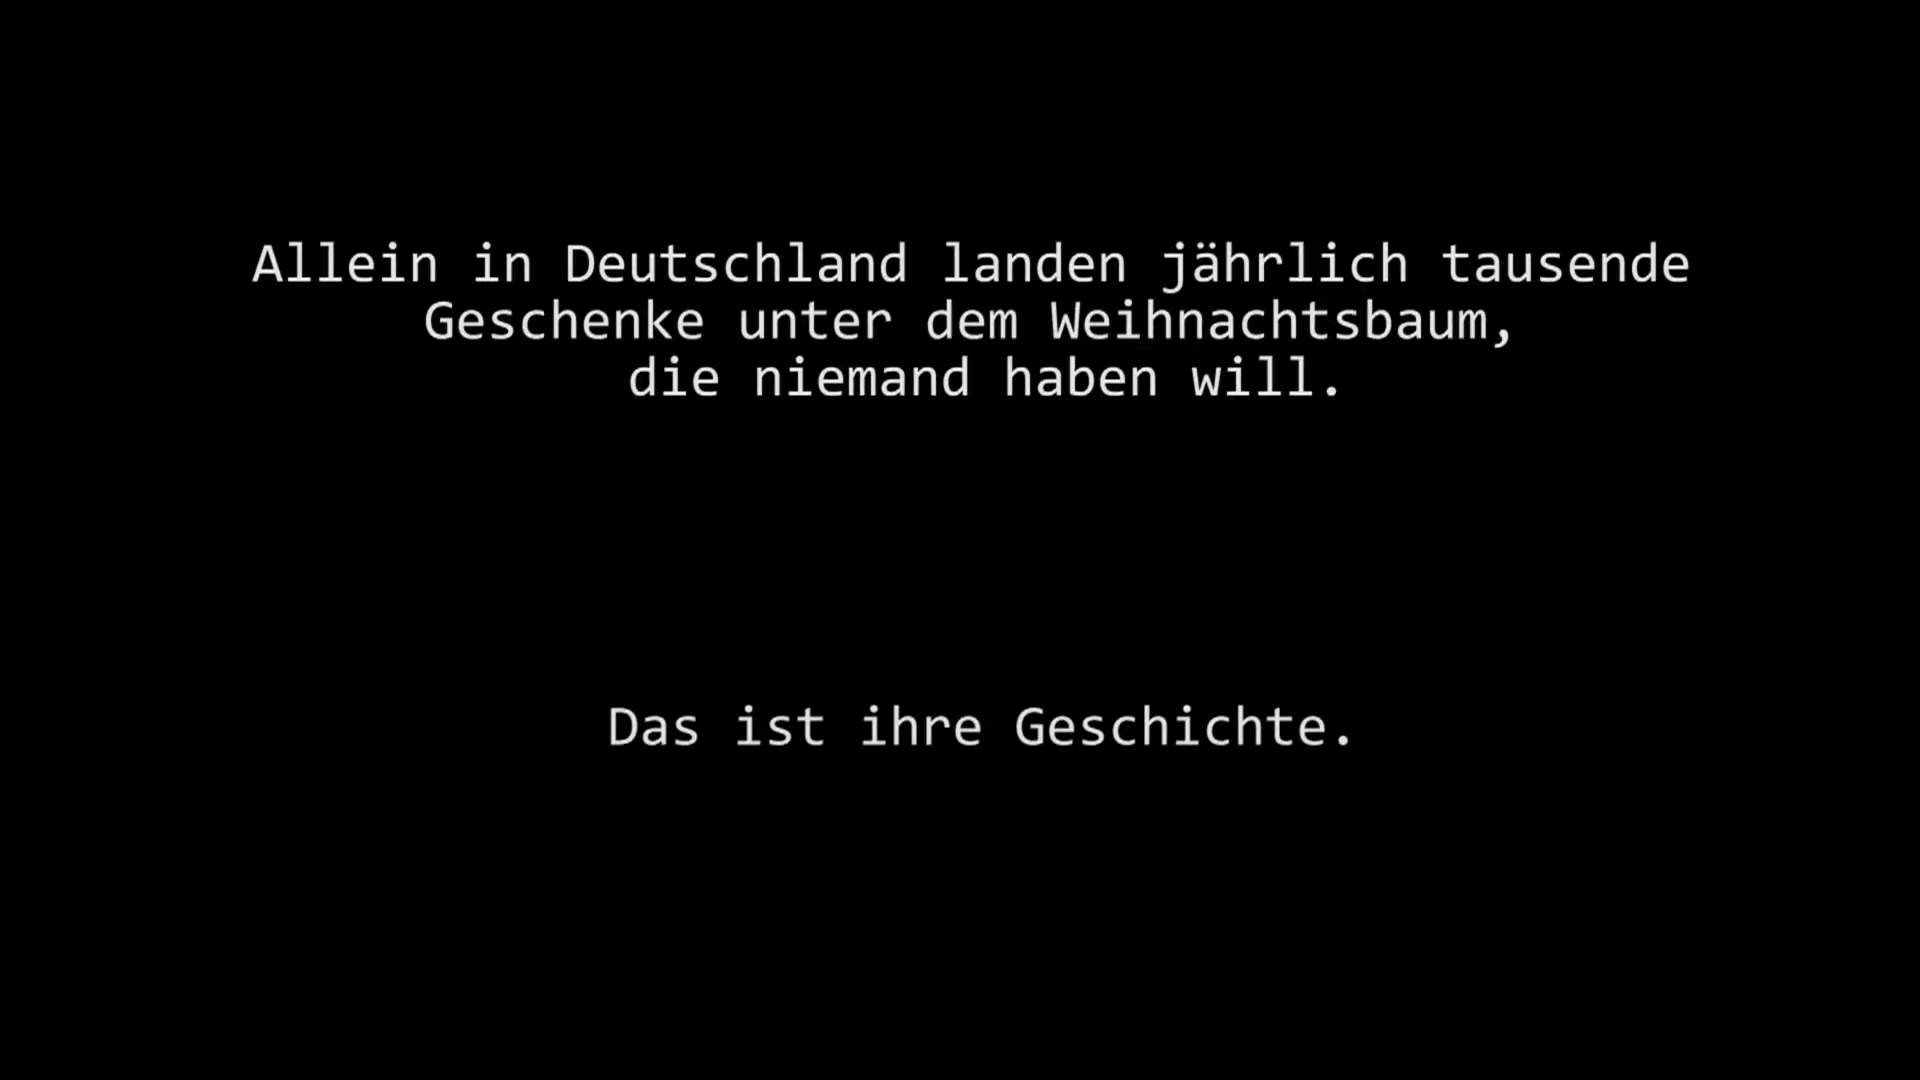 Allein in Deutschland landen jährlich tausende
Geschenke unter dem Weihnachtsbaum,
die niemand haben will.
Das ist ihre Geschichte.